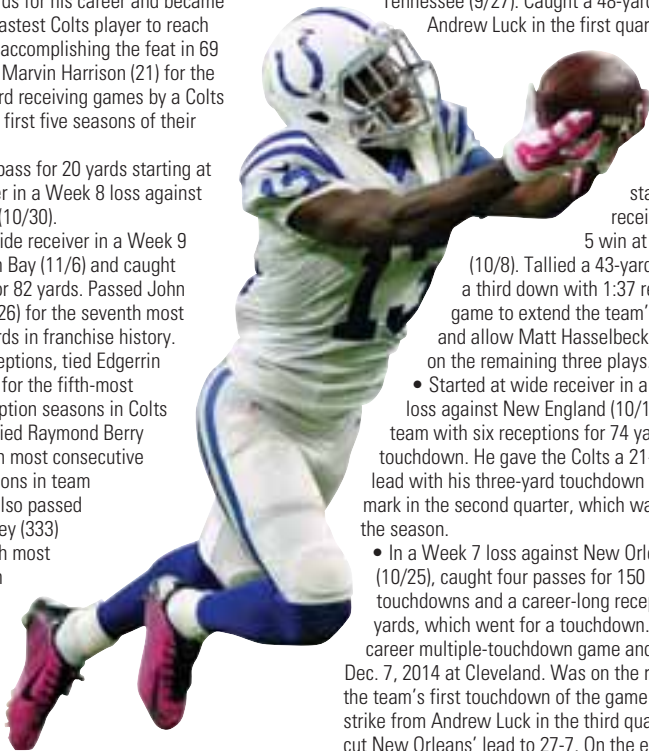 ds for his career and became
astest Colts player to reach
accomplishing the feat in 69
Marvin Harrison (21) for the
rd receiving games by a Colts
first five seasons of their
pass for 20 yards starting at
er in a Week 8 loss against
(10/30).
ide receiver in a Week 9
n Bay (11/6) and caught
or 82 yards. Passed John
26) for the seventh most
rds in franchise history.
eptions, tied Edgerrin
for the fifth-most
ption seasons in Colts
ied Raymond Berry
h most consecutive
ons in team
lso passed
ey (333)
h most
Tennessee (9/27). Caught a 48-yard
Andrew Luck in the first quar
sta
recei
5 win at
(10/8). Tallied a 43-yard
a third down with 1:37 re
game to extend the team'
and allow Matt Hasselbeck
on the remaining three plays.
• Started at wide receiver in a
loss against New England (10/1
team with six receptions for 74 ya
touchdown. He gave the Colts a 21-
lead with his three-yard touchdown
mark in the second quarter, which wa
the season.
• In a Week 7 loss against New Orle
(10/25), caught four passes for 150
touchdowns and a career-long recep
yards, which went for a touchdown.
career multiple-touchdown game and
Dec. 7, 2014 at Cleveland. Was on the r
the team's first touchdown of the game
strike from Andrew Luck in the third qua
cut New Orleans' lead to 27-7. On the e
13